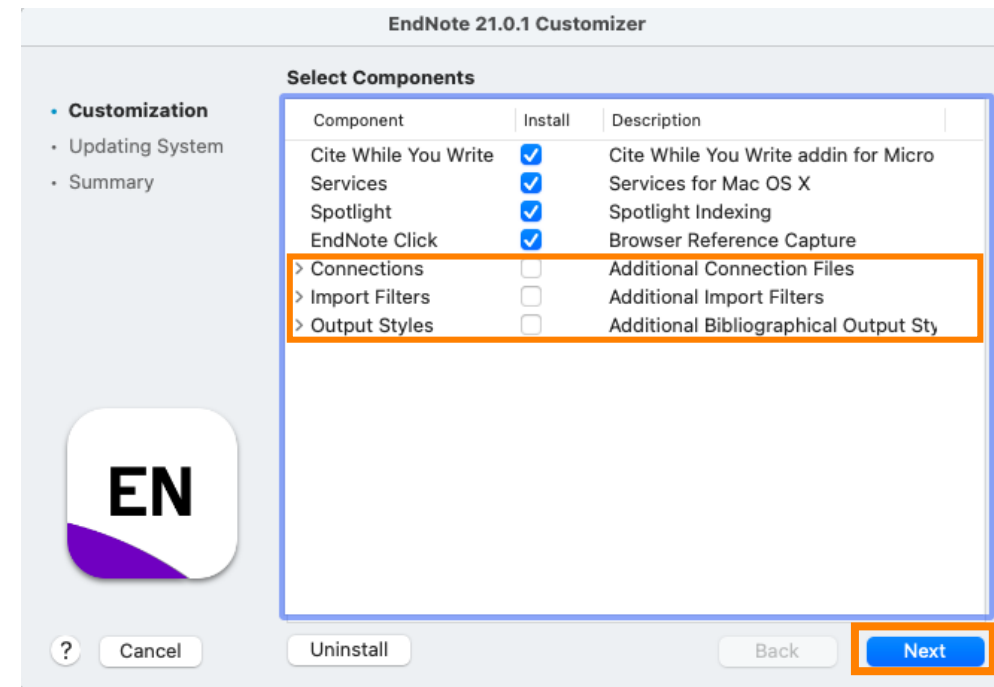 EndNote 21.0.1 Customizer
Select Components
• Customization
• Updating System
• Summary
Component Install Description
Cite While You Write Cite While You Write addin for Micro
Services Services for Mac OS X
Spotlight Spotlight Indexing
EndNote Click Browser Reference Capture
> Connections Additional Connection Files
> Import Filters Additional Import Filters
> Output Styles Additional Bibliographical Output Sty
EN
? Cancel Uninstall Back Next